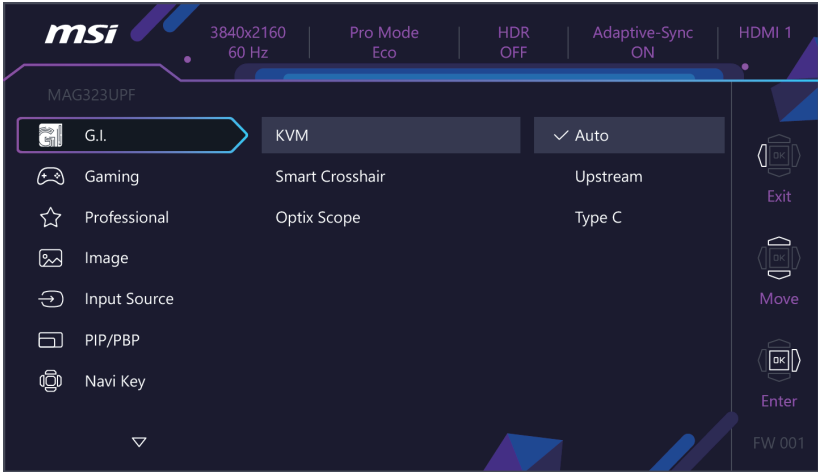 msi
3840x2160
60 Hz
Pro Mode
Eco
HDR
OFF
Adaptive-Sync
ON
HDMI 1
MAG323UPF
G.I.
KVM
Auto
Gaming
Smart Crosshair
Upstream
Professional
Optix Scope
Type C
Image
Input Source
PIP/PBP
Navi Key
OK
Exit
OK
Move
OK
Enter
FW 001